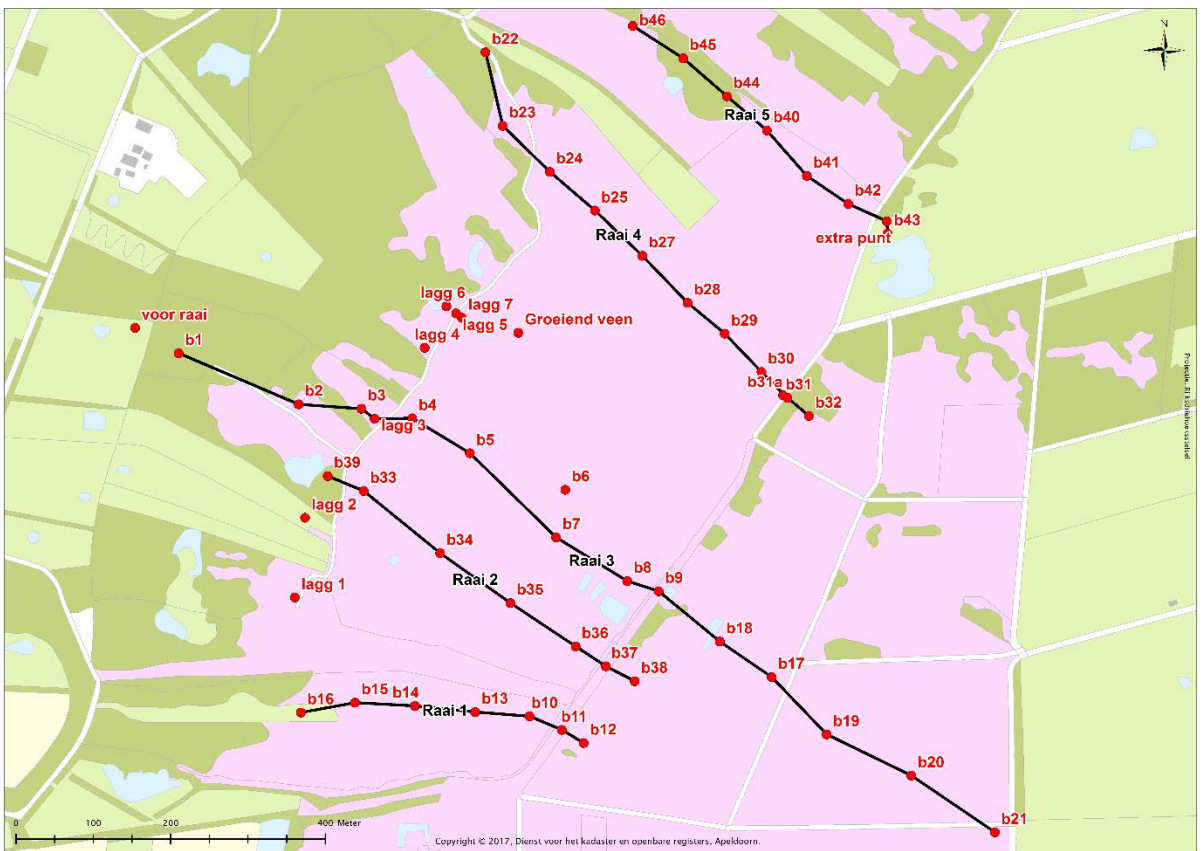 b46
N
b22
b45
b44
b23
Raai 5
b40
b24
b41
b25
b42
Raai 4
b43
extra punt
b27
b28
lagg 6
lagg 7
voor raai
lagg 5
Groeiend veen
b29
b1
lagg 4
b30
b31a
b31
b2
b3
b32
b4
lagg 3
b5
b39
b6
b33
lagg 2
b7
b34
Raai 3
b8
Raai 2
lagg 1
b9
b35
b36
b18
b37
b38
b17
b15
b14
b16
Raai 1
b13
b10
b11
b12
b19
b20
b21
0 100 200 400 Meter
Copyright © 2017, Dienst voor het kadaster en openbare registers, Apeldoorn.